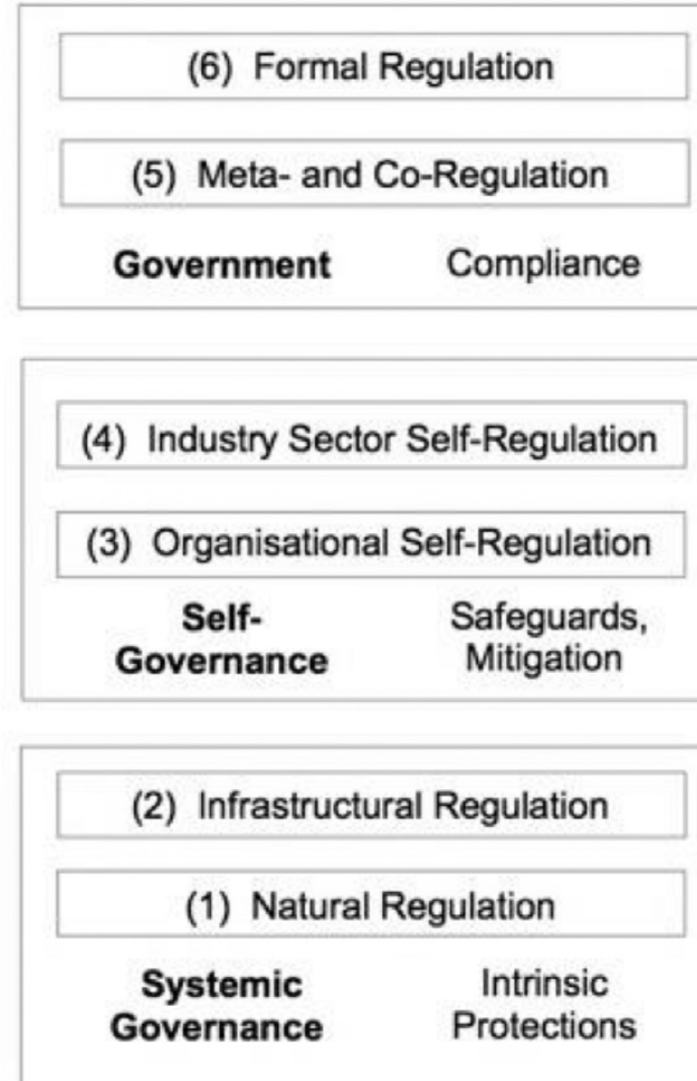 (6) Formal Regulation
(5) Meta- and Co-Regulation
Government Compliance
(4) Industry Sector Self-Regulation
(3) Organisational Self-Regulation
Self- Safeguards,
Governance Mitigation
(2) Infrastructural Regulation
(1) Natural Regulation
Systemic Intrinsic
Governance Protections